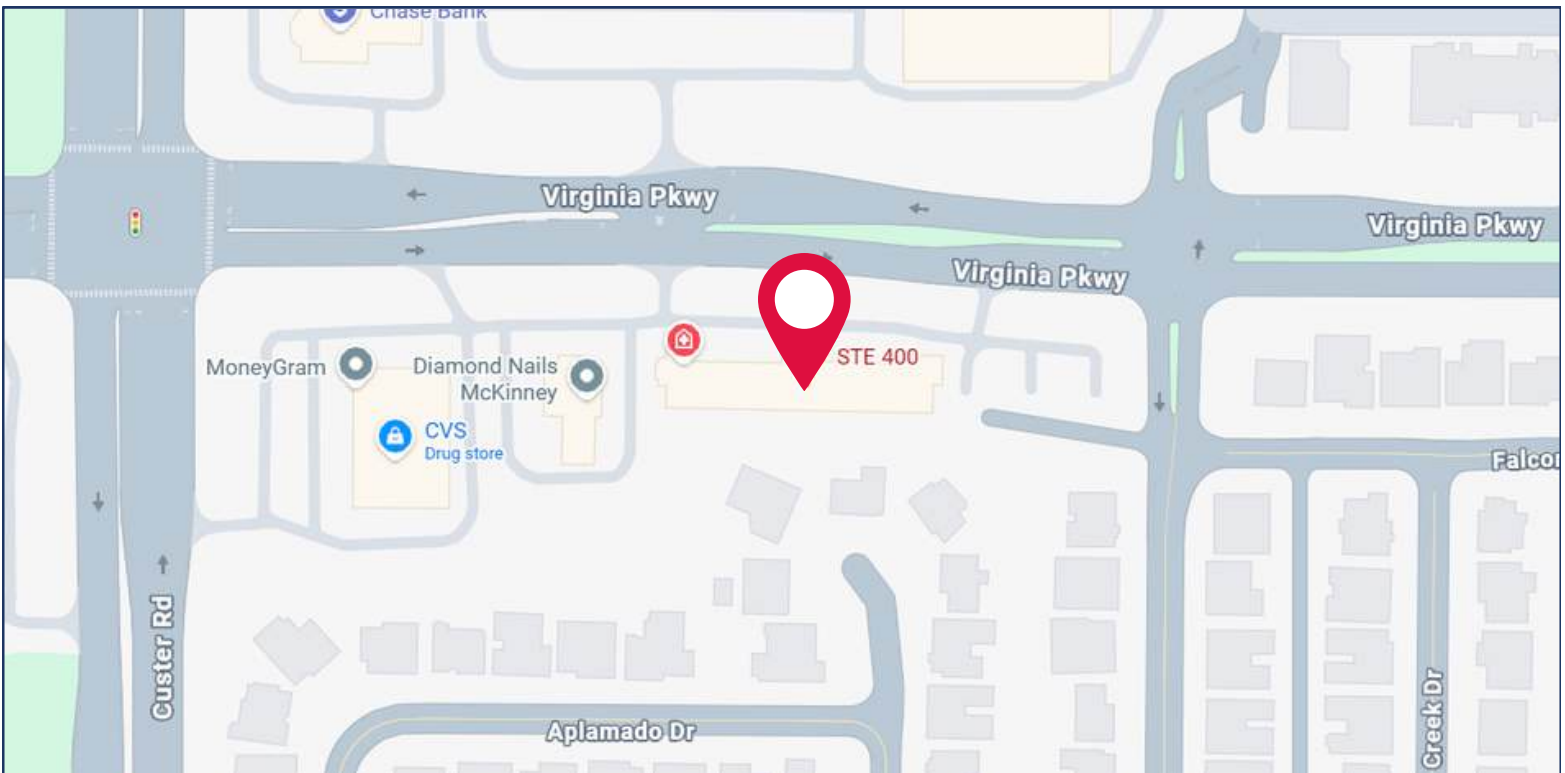 Chase Bank
Virginia Pkwy
Virginia Pkwy
Virginia Pkwy
STE 400
MoneyGram
Diamond Nails
McKinney
CVS
Drug store
Falco
Custer Rd
Aplamado Dr
Creek Dr